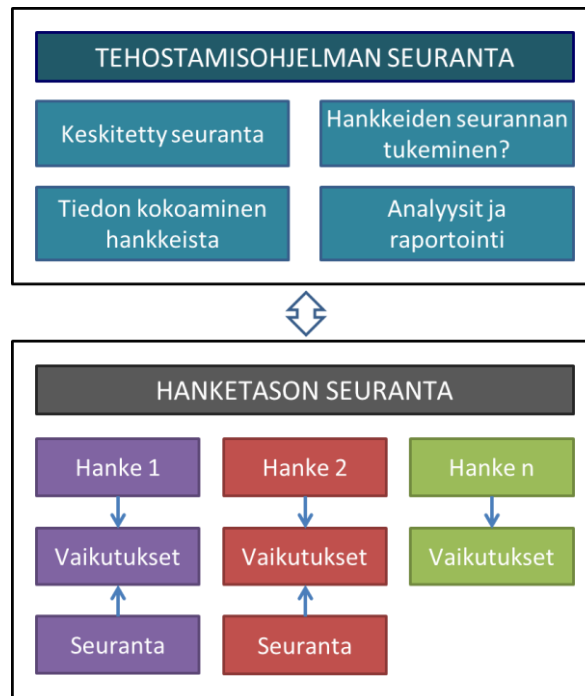 TEHOSTAMISOHJELMAN SEURANTA
Keskitetty seuranta
Hankkeiden seurannan
tukeminen?
Tiedon kokoaminen
hankkeista
Analyysit ja
raportointi
HANKETASON SEURANTA
Hanke 1
Hanke 2
Hanke n
Vaikutukset
Vaikutukset
Vaikutukset
Seuranta
Seuranta